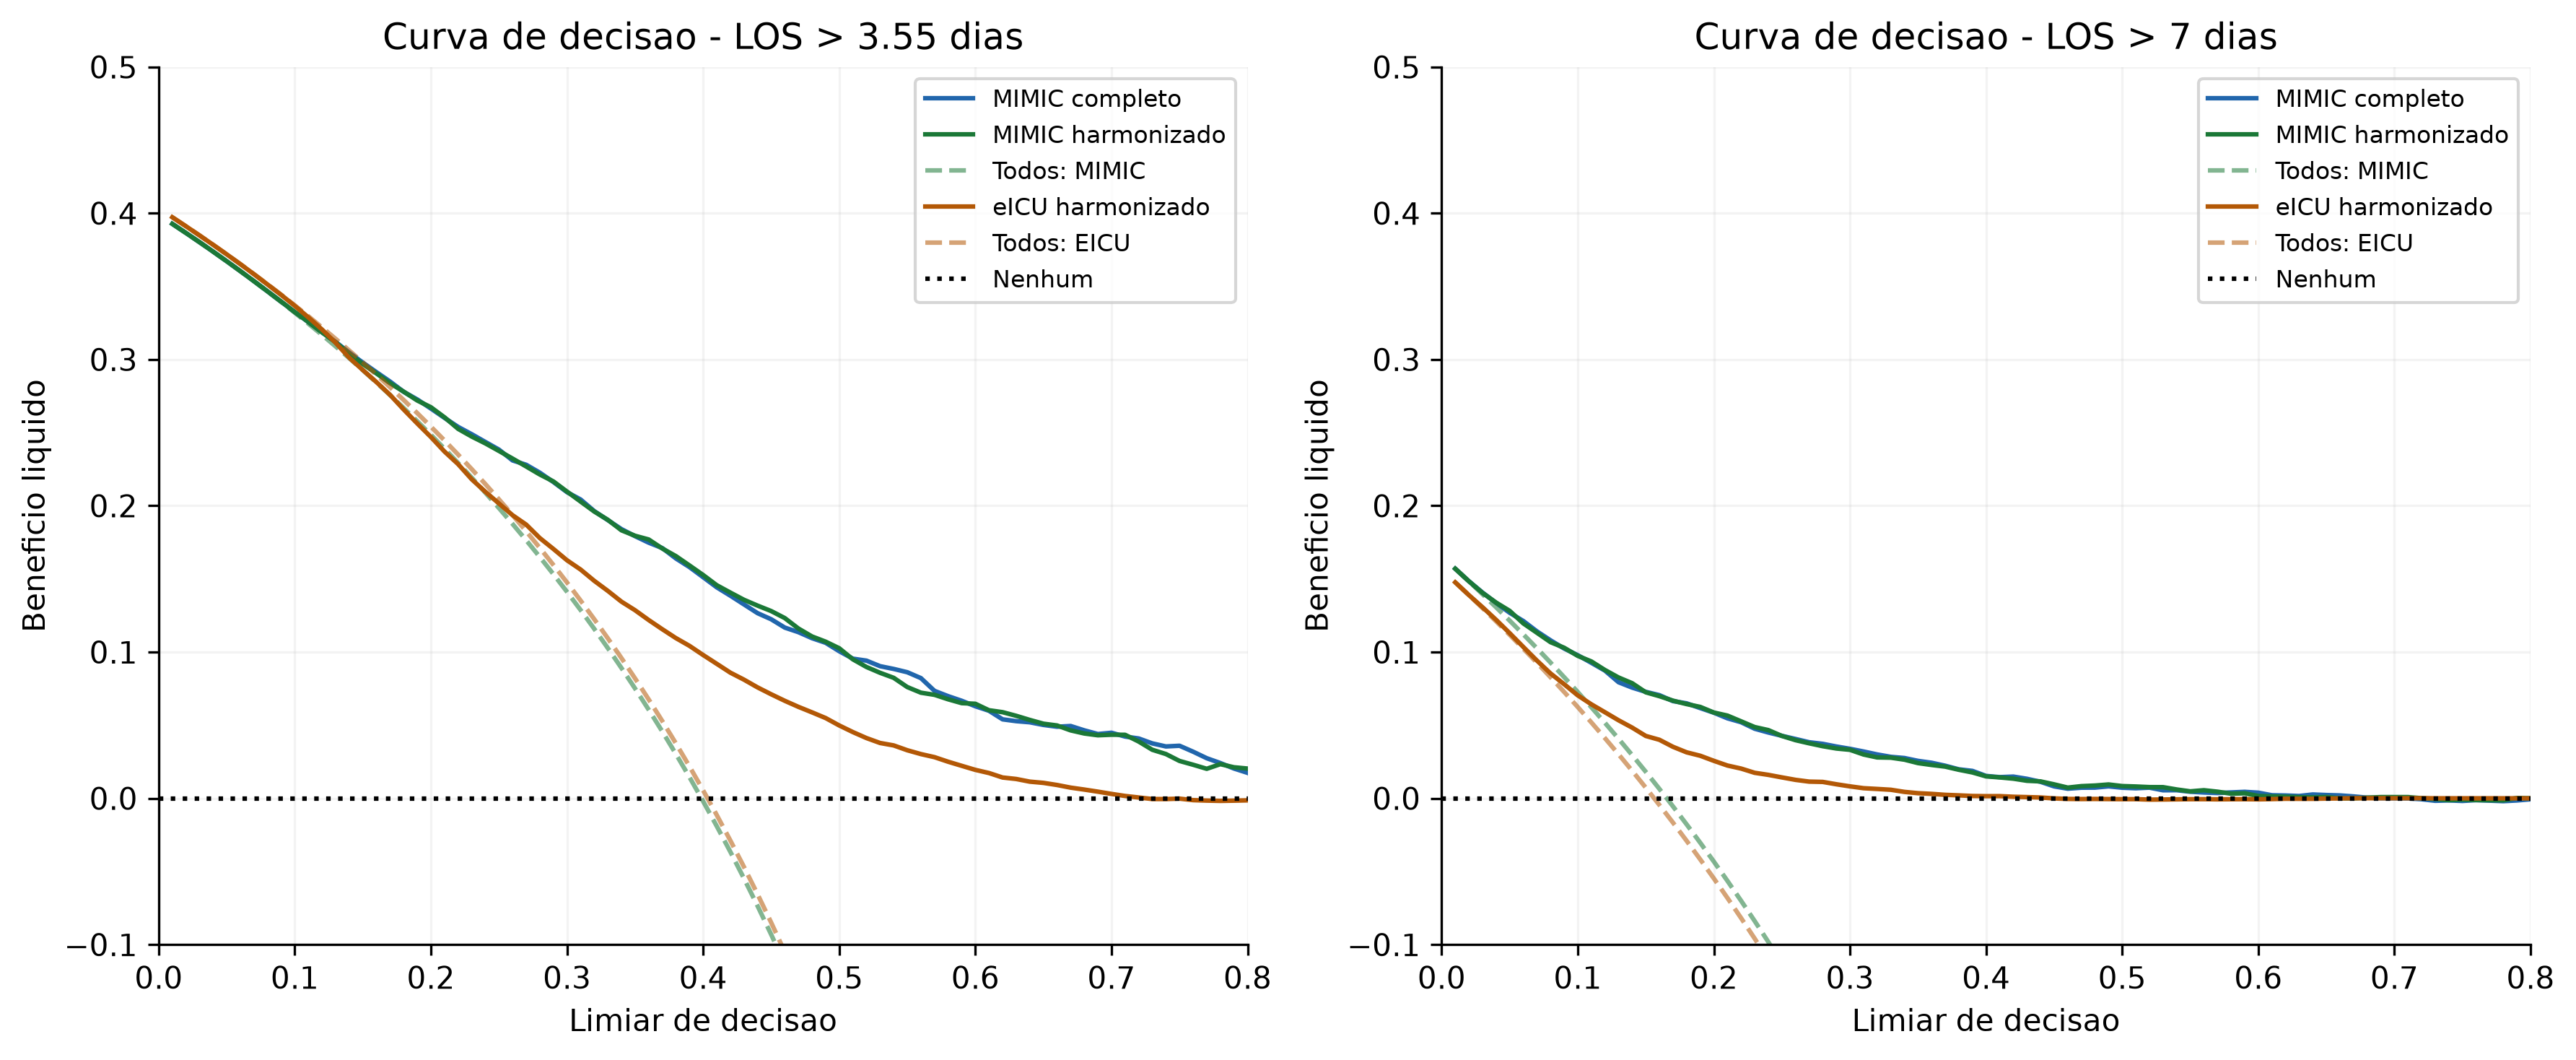 Curva de decisao - LOS > 3.55 dias
0.5
0.4
0.3
0.2
0.1
0.0
−0.1
Beneficio liquido
MIMIC completo
MIMIC harmonizado
Todos: MIMIC
eICU harmonizado
Todos: EICU
Nenhum
0.0 0.1 0.2 0.3 0.4 0.5 0.6 0.7 0.8
Limiar de decisao
Curva de decisao - LOS > 7 dias
0.5
0.4
0.3
0.2
0.1
0.0
−0.1
Beneficio liquido
MIMIC completo
MIMIC harmonizado
Todos: MIMIC
eICU harmonizado
Todos: EICU
Nenhum
0.0 0.1 0.2 0.3 0.4 0.5 0.6 0.7 0.8
Limiar de decisao